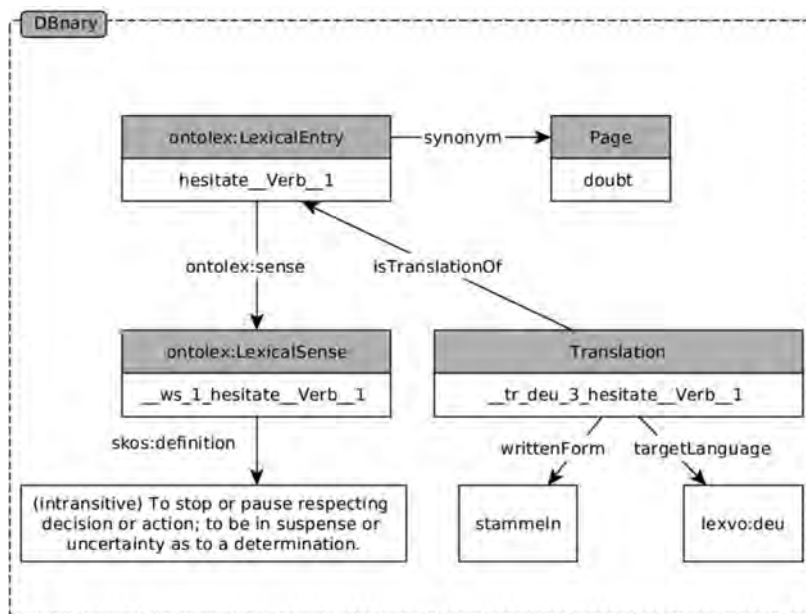 DBnary
ontolex:LexicalEntry
synonym
Page
hesitate__Verb__1
doubt
ontolex:sense
isTranslationOf
ontolex:LexicalSense
Translation
__ws_1_hesitate__Verb__1
__tr_deu_3_hesitate__Verb__1
skos:definition
writtenForm
targetLanguage
(intransitive) To stop or pause respecting
decision or action; to be in suspense or
uncertainty as to a determination.
stammeln
lexvo:deu